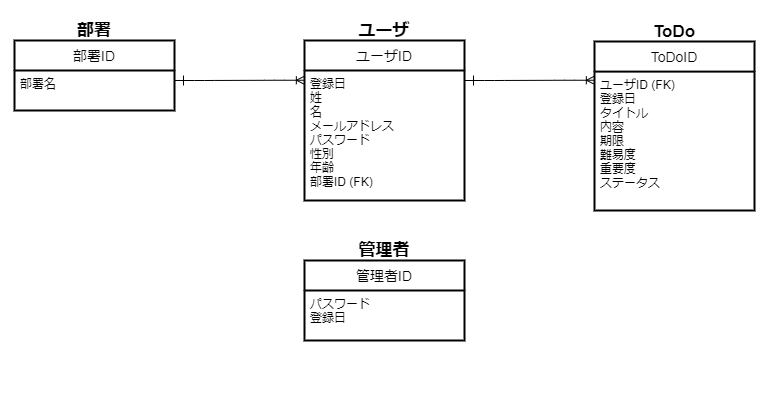 部署
部署ID
部署名
ユーザ
ユーザID
登録日
姓
名
メールアドレス
パスワード
性別
年齢
部署ID (FK)
ToDo
ToDoID
ユーザID (FK)
登録日
タイトル
内容
期限
難易度
重要度
ステータス
管理者
管理者ID
パスワード
登録日